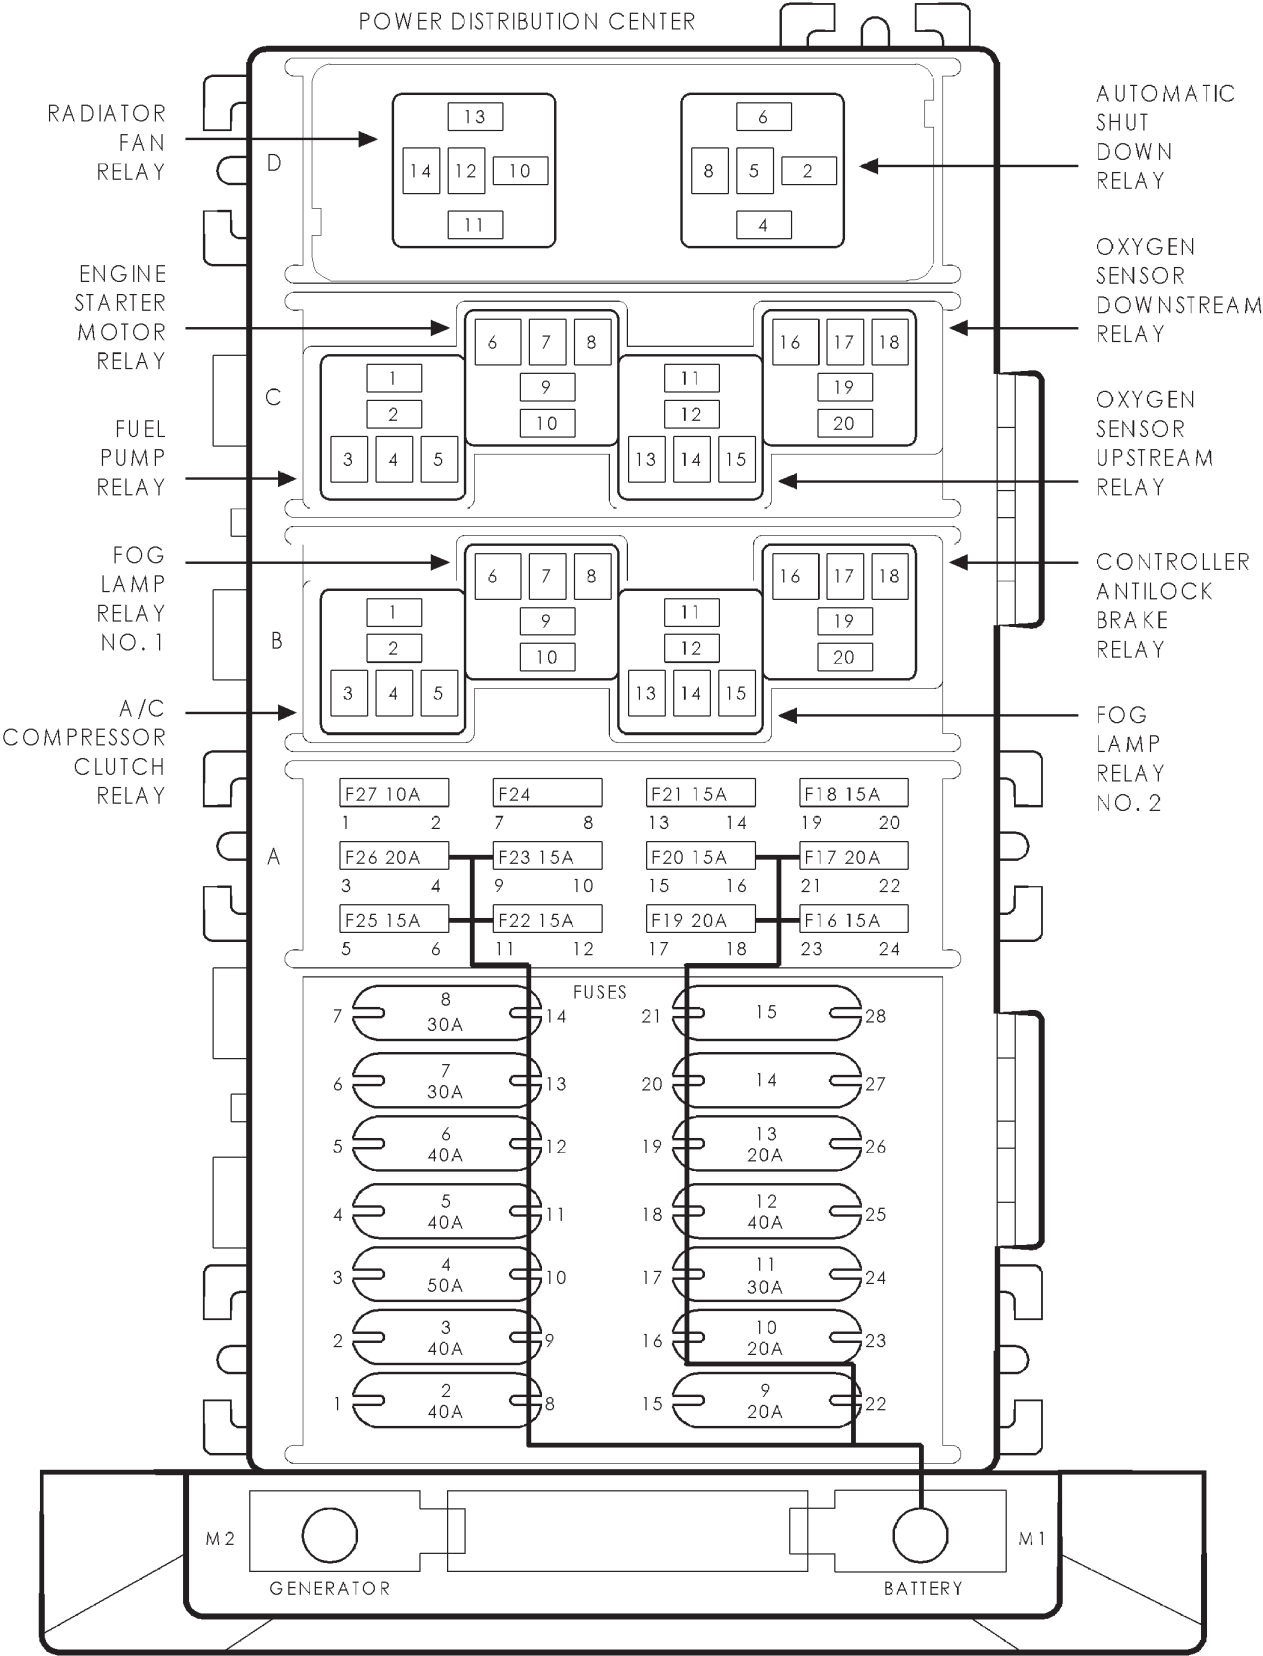 POWER DISTRIBUTION CENTER
RADIATOR
FAN
RELAY
D
13
14 12 10
11
6
8 5 2
4
AUTOMATIC
SHUT
DOWN
RELAY
ENGINE
STARTER
MOTOR
RELAY
OXYGEN
SENSOR
DOWNSTREAM
RELAY
C
FUEL
PUMP
RELAY
1
2
3 4 5
6 7 8
9
10
11
12
13 14 15
16 17 18
19
20
OXYGEN
SENSOR
UPSTREAM
RELAY
FOG
LAMP
RELAY
NO. 1
B
A/C
COMPRESSOR
CLUTCH
RELAY
1
2
3 4 5
6 7 8
9
10
11
12
13 14 15
16 17 18
19
20
CONTROLLER
ANTILOCK
BRAKE
RELAY
FOG
LAMP
RELAY
NO. 2
A
F27 10A F24 F21 15A F18 15A
1 2 7 8 13 14 19 20
F26 20A F23 15A F20 15A F17 20A
3 4 9 10 15 16 21 22
F25 15A F22 15A F19 20A F16 15A
5 6 11 12 17 18 23 24
FUSES
7 8 14 21 15 28
30A
6 7 13 20 14 27
30A
5 6 12 19 13 26
40A 20A
4 5 11 18 12 25
40A 40A
3 4 10 17 11 24
50A 30A
2 3 9 16 10 23
40A 20A
1 2 8 15 9 22
40A 20A
M2 M1
GENERATOR BATTERY